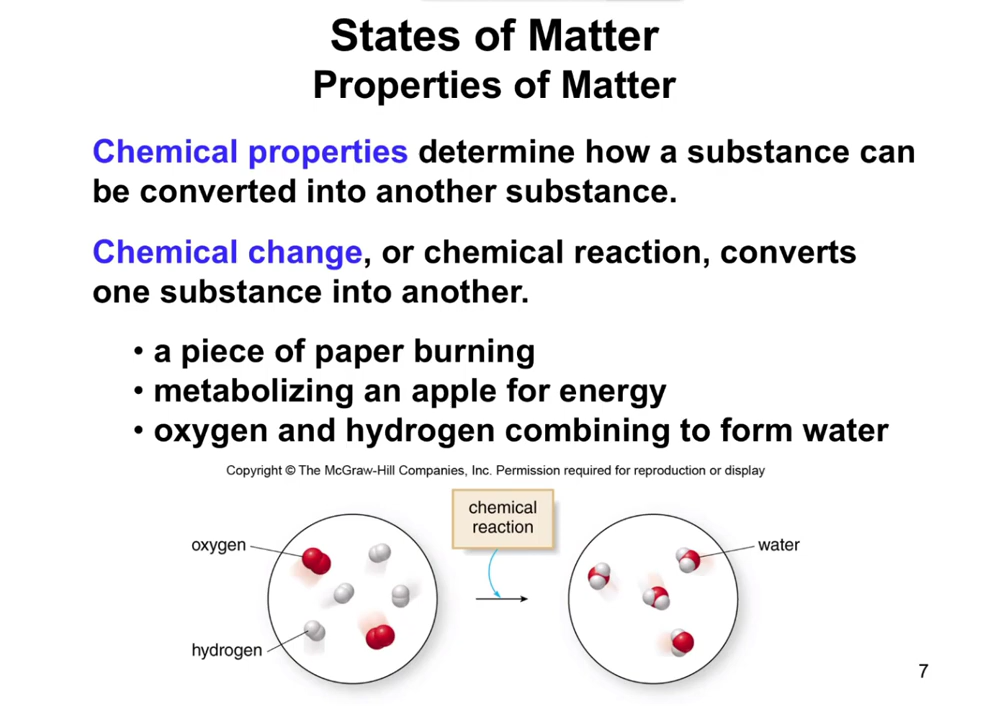 States of Matter
Properties of Matter
Chemical properties determine how a substance can
be converted into another substance.
Chemical change, or chemical reaction, converts
one substance into another.
• a piece of paper burning
• metabolizing an apple for energy
• oxygen and hydrogen combining to form water
Copyright © The McGraw-Hill Companies, Inc. Permission required for reproduction or display
chemical
reaction
oxygen
water
hydrogen
7